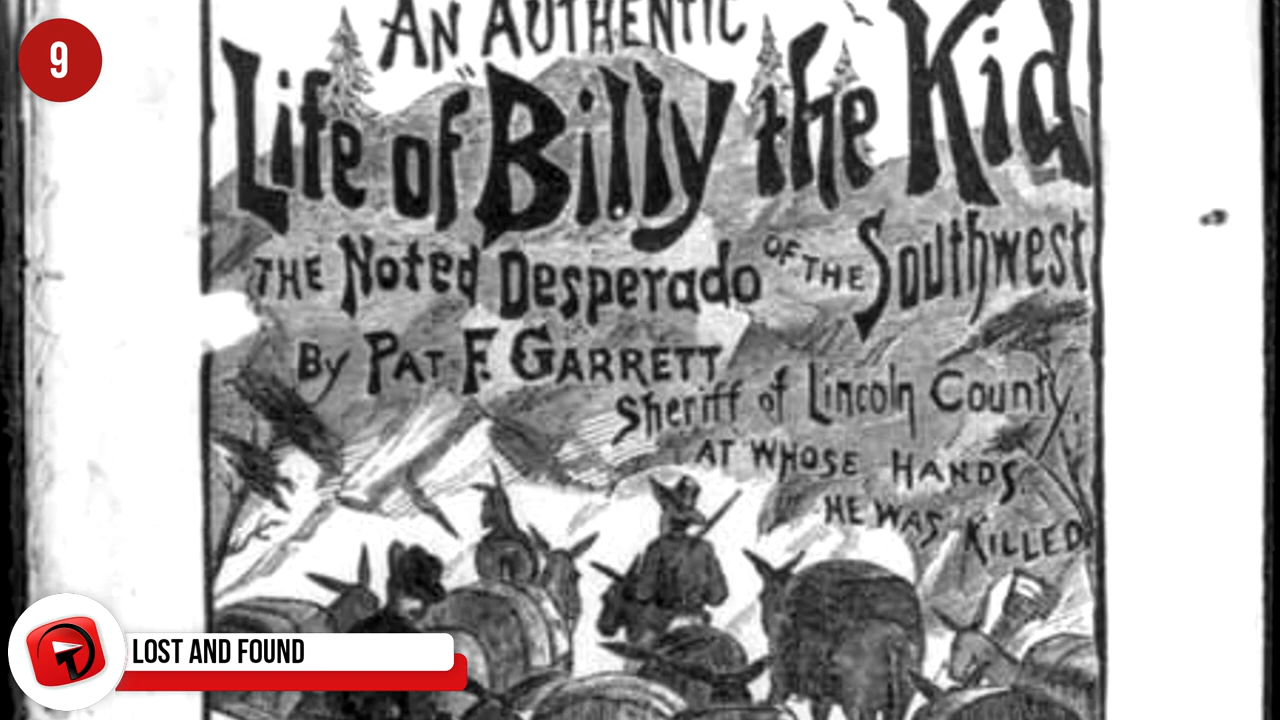 9
AN AUTHENTIC
Life of "Billy the Kid
THE Noted Desperado OF THE Southwest
By PAT F. GARRETT
Sheriff of Lincoln County,
AT WHOSE HANDS
HE WAS KILLED
LOST AND FOUND